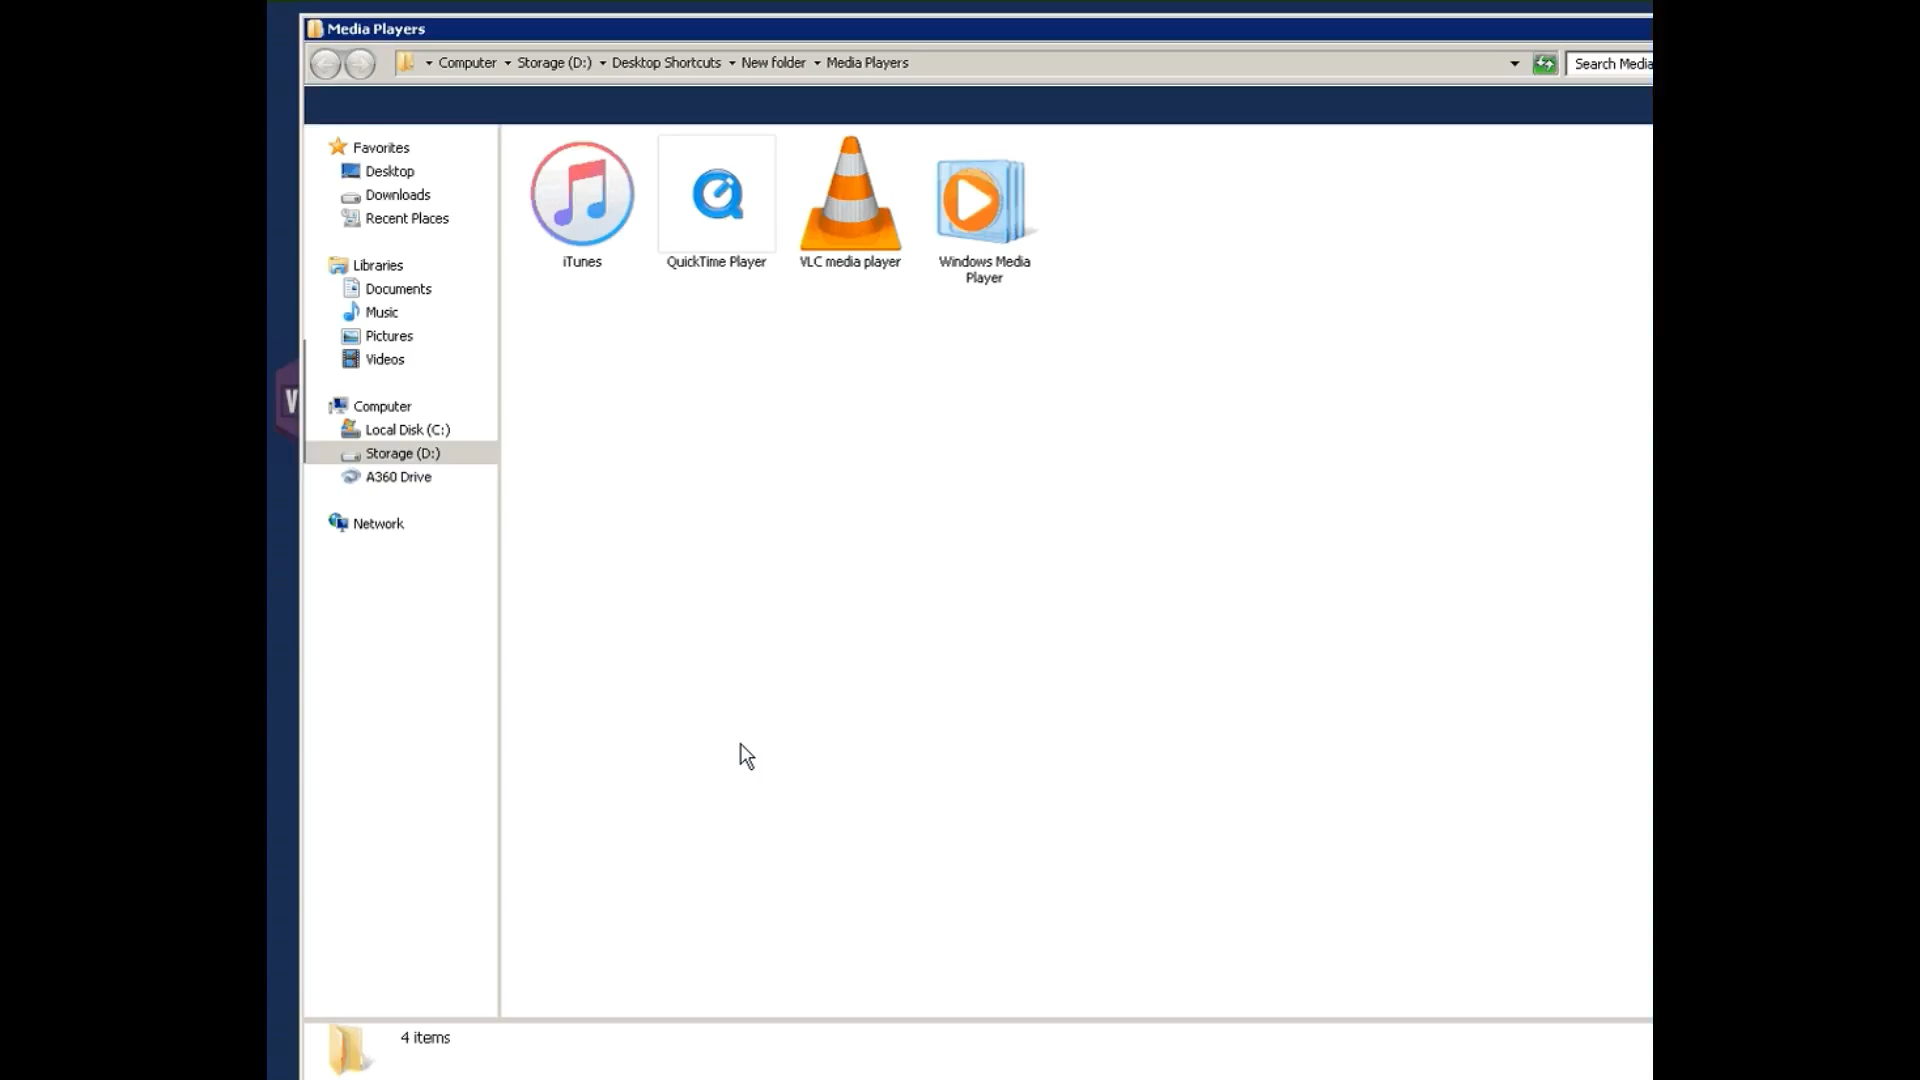 Media Players
Computer Storage (D:) Desktop Shortcuts New folder Media Players
Search Media
Favorites
Desktop
Downloads
Recent Places
Libraries
Documents
Music
Pictures
Videos
Computer
Local Disk (C:)
Storage (D:)
A360 Drive
Network
iTunes
QuickTime Player
VLC media player
Windows Media
Player
V
4 items